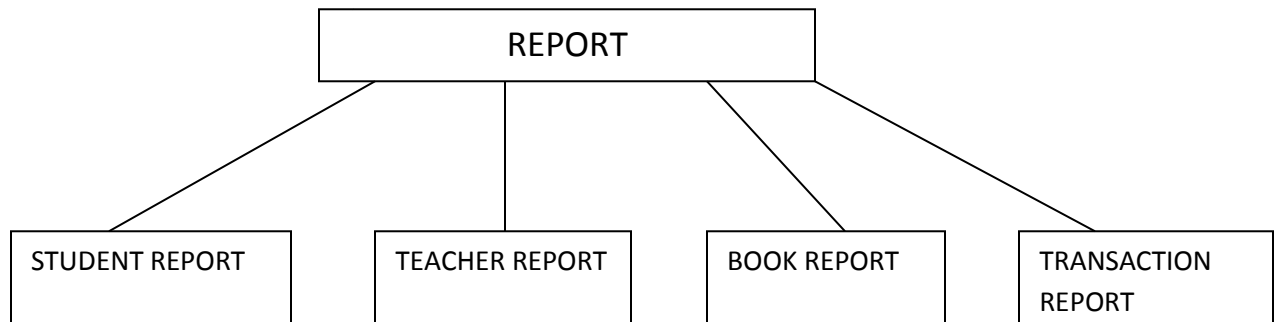 REPORT
STUDENT REPORT
TEACHER REPORT
BOOK REPORT
TRANSACTION
REPORT